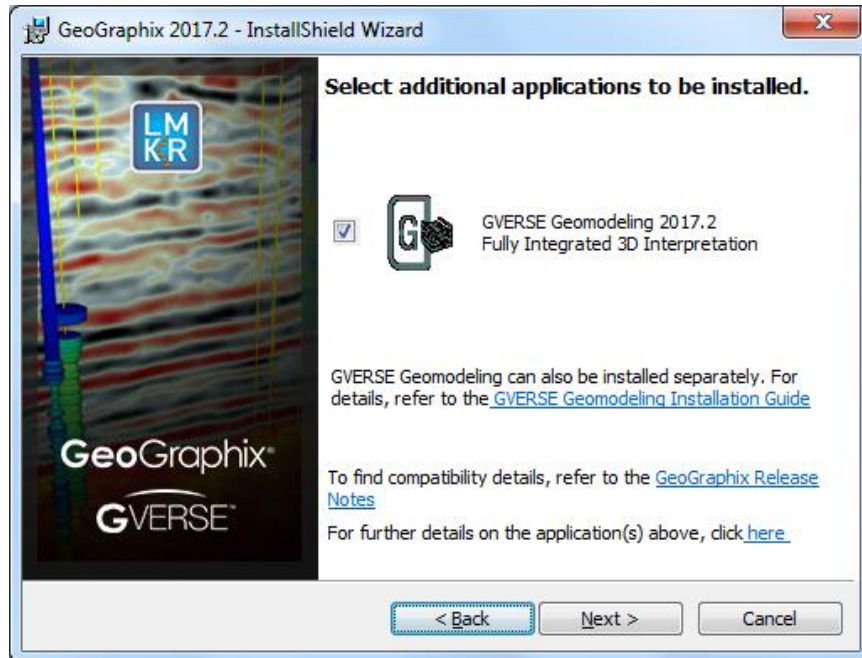 GeoGraphix 2017.2 - InstallShield Wizard
X
Select additional applications to be installed.
LM
KR
G
GVERSE Geomodeling 2017.2
Fully Integrated 3D Interpretation
GVERSE Geomodeling can also be installed separately. For
details, refer to the GVERSE Geomodeling Installation Guide
GeoGraphix®
GVERSE™
To find compatibility details, refer to the GeoGraphix Release
Notes
For further details on the application(s) above, click here
< Back
Next >
Cancel